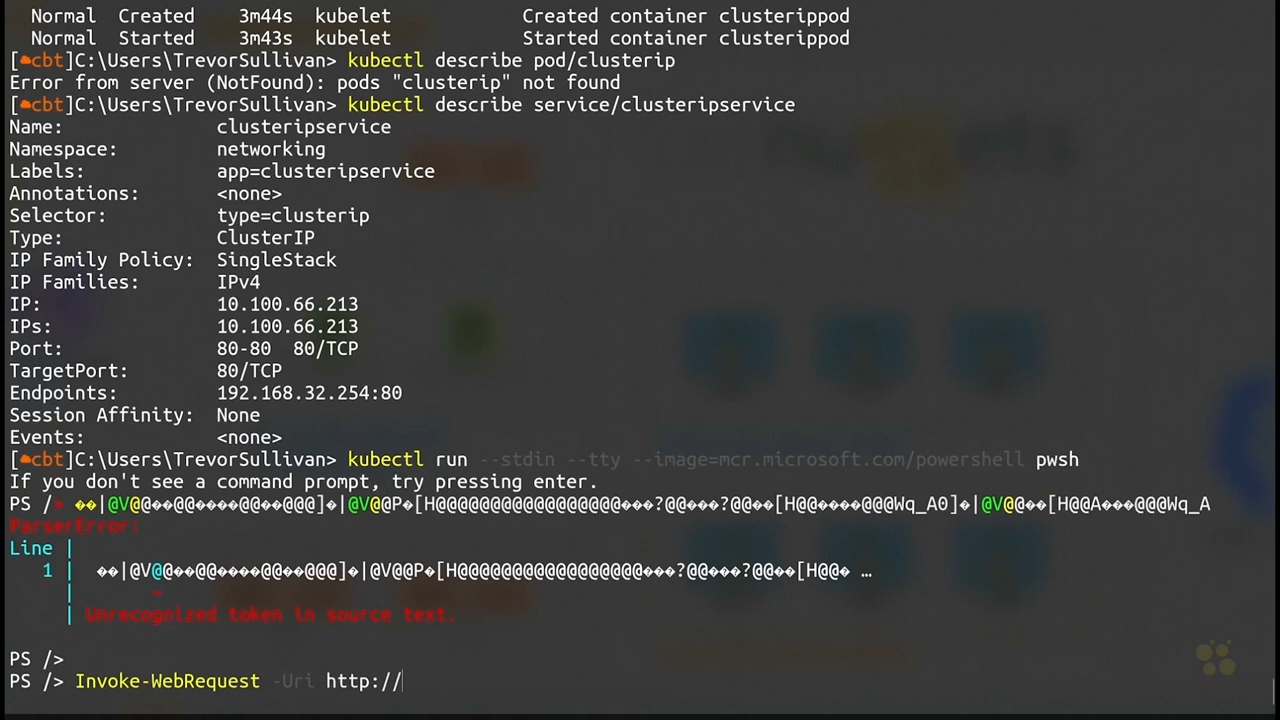 Normal  Created    3m44s  kubelet            Created container clusterippod
Normal  Started    3m43s  kubelet            Started container clusterippod
[cbt]C:\Users\TrevorSullivan> kubectl describe pod/clusterip
Error from server (NotFound): pods "clusterip" not found
[cbt]C:\Users\TrevorSullivan> kubectl describe service/clusteripservice
Name:              clusteripservice
Namespace:         networking
Labels:            app=clusteripservice
Annotations:       <none>
Selector:          type=clusterip
Type:              ClusterIP
IP Family Policy:  SingleStack
IP Families:       IPv4
IP:                10.100.66.213
IPs:               10.100.66.213
Port:              80-80  80/TCP
TargetPort:        80/TCP
Endpoints:         192.168.32.254:80
Session Affinity:  None
Events:            <none>
[cbt]C:\Users\TrevorSullivan> kubectl run --stdin --tty --image=mcr.microsoft.com/powershell pwsh
If you don't see a command prompt, try pressing enter.
PS /> ��|@V@@��@@����@@��@@@]�|@V@@P�[H@@@@@@@@@@@@@@@@@���?@@���?@@��[H@@����@@@Wq_A0]�|@V@@��[H@@A���@@@Wq_A
ParserError:
Line |
1 |  ��|@V@@��@@����@@��@@@]�|@V@@P�[H@@@@@@@@@@@@@@@@@���?@@���?@@��[H@@� …
|      ~
| Unrecognized token in source text.
PS />
PS /> Invoke-WebRequest -Uri http://